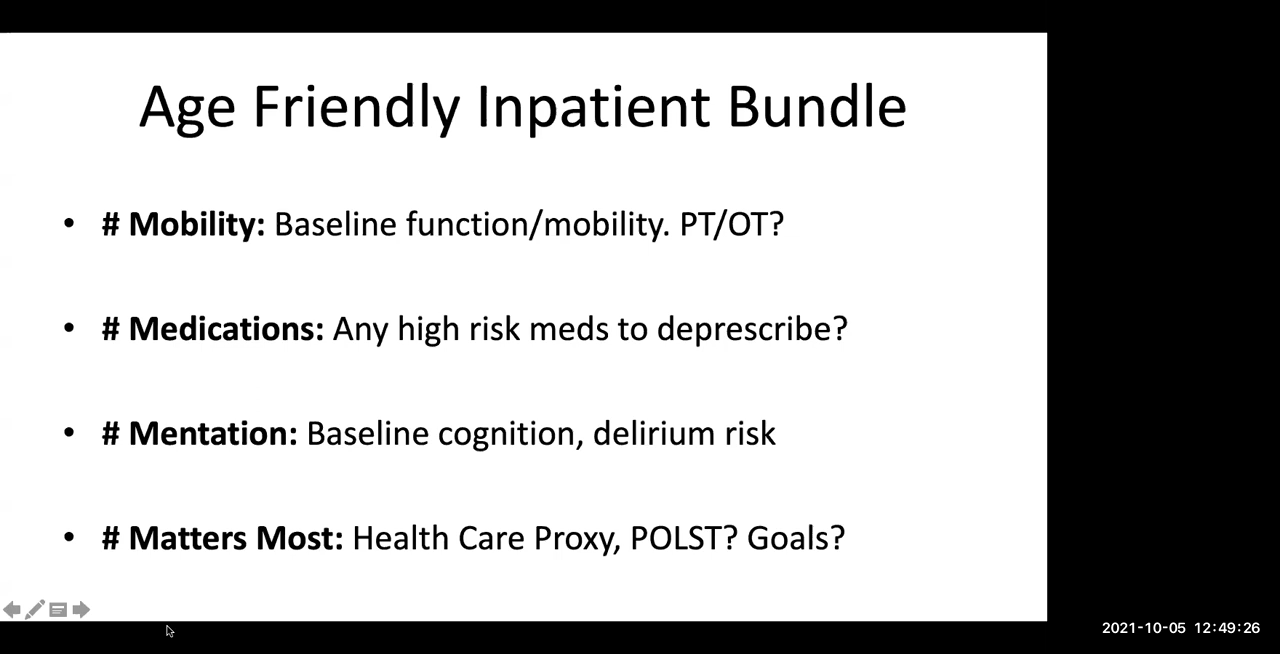 Age Friendly Inpatient Bundle
• # Mobility: Baseline function/mobility. PT/OT?
• # Medications: Any high risk meds to deprescribe?
• # Mentation: Baseline cognition, delirium risk
• # Matters Most: Health Care Proxy, POLST? Goals?
2021-10-05 12:49:26